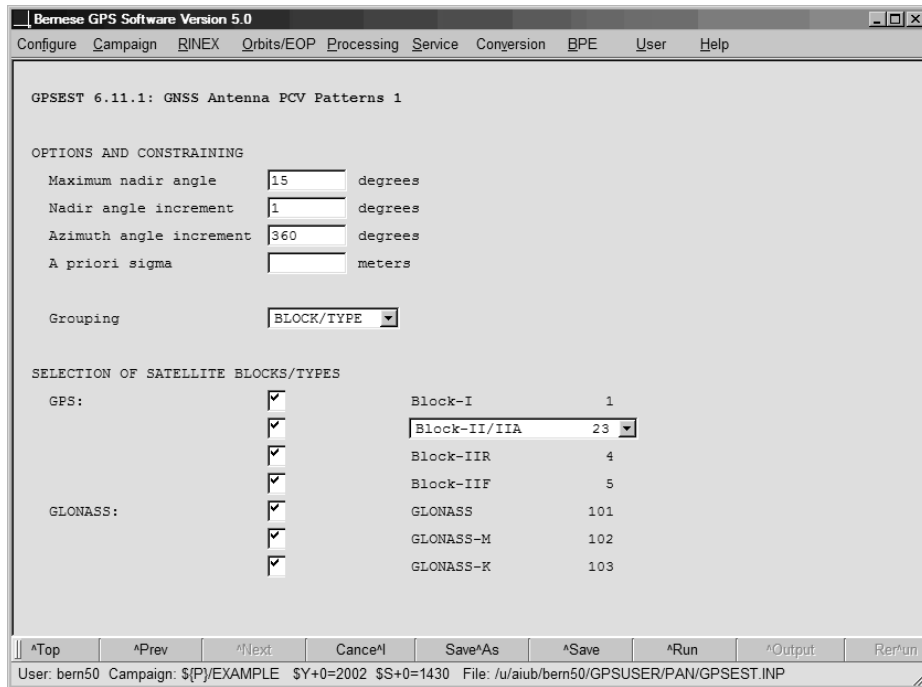 Bernese GPS Software Version 5.0
Configure Campaign RINEX Orbits/EOP Processing Service Conversion BPE User Help
GPSEST 6.11.1: GNSS Antenna PCV Patterns 1
OPTIONS AND CONSTRAINING
Maximum nadir angle 15 degrees
Nadir angle increment 1 degrees
Azimuth angle increment 360 degrees
A priori sigma meters
Grouping BLOCK/TYPE
SELECTION OF SATELLITE BLOCKS/TYPES
GPS: Block-I 1
Block-II/IIA 23
Block-IIR 4
Block-IIF 5
GLONASS: GLONASS 101
GLONASS-M 102
GLONASS-K 103
^Top ^Prev ^Next Cance^l Save^As ^Save ^Run ^Output Rer^un
User: bern50 Campaign: ${P}/EXAMPLE $Y+0=2002 $S+0=1430 File: /u/aiub/bern50/GPSUSER/PAN/GPSEST.INP